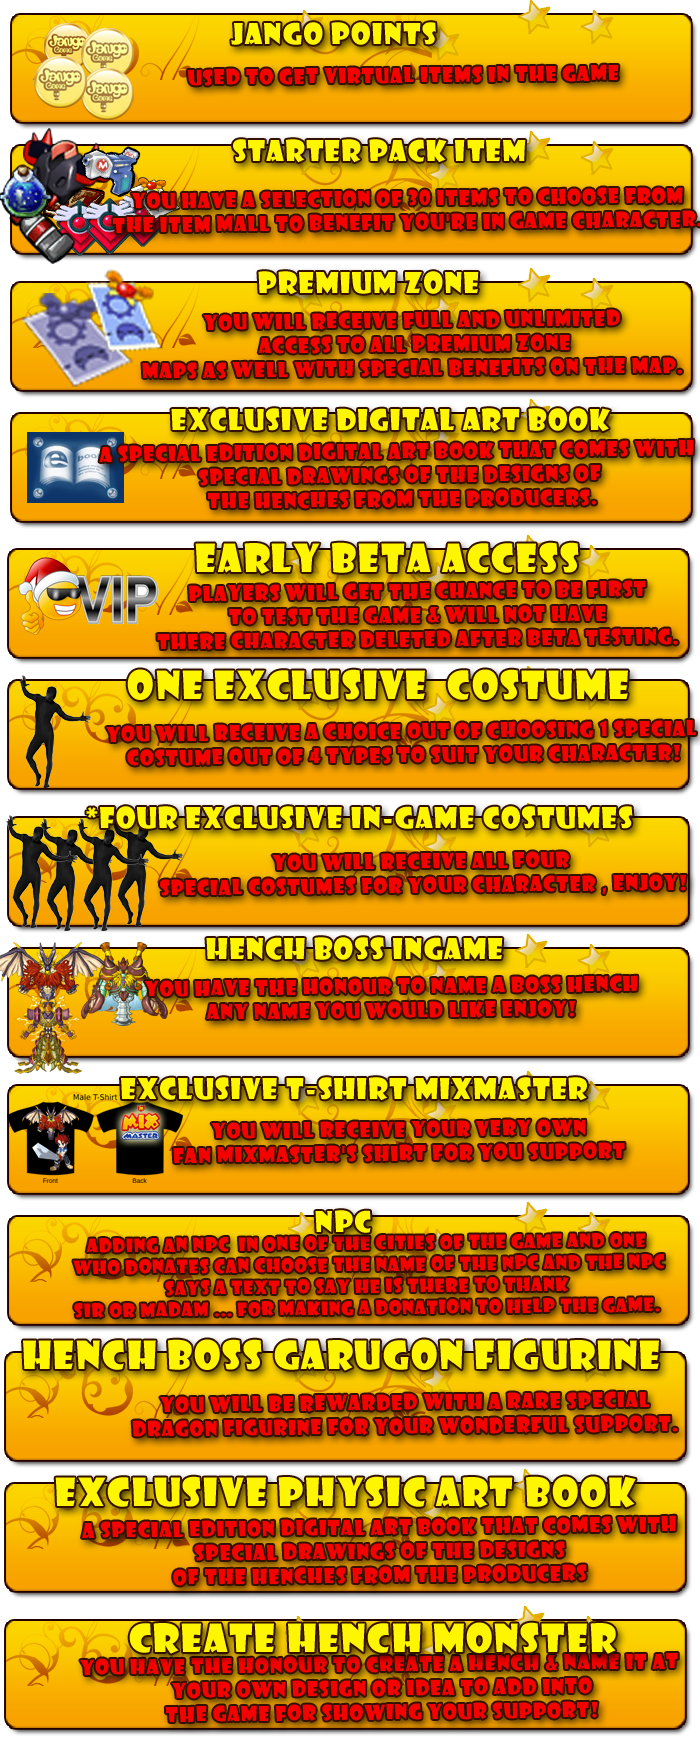 JANGO POINTS
USED TO GET VIRTUAL ITEMS IN THE GAME
Jango
Game
Jango
Game
Jango
Game
Jango
Game
STARTER PACK ITEM
YOU HAVE A SELECTION OF 30 ITEMS TO CHOOSE FROM
THE ITEM MALL TO BENEFIT YOU'RE IN GAME CHARACTER.
M
PREMIUM ZONE
YOU WILL RECEIVE FULL AND UNLIMITED
ACCESS TO ALL PREMIUM ZONE
MAPS AS WELL WITH SPECIAL BENEFITS ON THE MAP.
EXCLUSIVE DIGITAL ART BOOK
A SPECIAL EDITION DIGITAL ART BOOK THAT COMES WITH
SPECIAL DRAWINGS OF THE DESIGNS OF
THE HENCHES FROM THE PRODUCERS.
e book
EARLY BETA ACCESS
PLAYERS WILL GET THE CHANCE TO BE FIRST
TO TEST THE GAME & WILL NOT HAVE
THERE CHARACTER DELETED AFTER BETA TESTING.
VIP
ONE EXCLUSIVE COSTUME
YOU WILL RECEIVE A CHOICE OUT OF CHOOSING 1 SPECIAL
COSTUME OUT OF 4 TYPES TO SUIT YOUR CHARACTER!
*FOUR EXCLUSIVE IN-GAME COSTUMES
YOU WILL RECEIVE ALL FOUR
SPECIAL COSTUMES FOR YOUR CHARACTER , ENJOY!
HENCH BOSS INGAME
YOU HAVE THE HONOUR TO NAME A BOSS HENCH
ANY NAME YOU WOULD LIKE ENJOY!
EXCLUSIVE T-SHIRT MIXMASTER
Male T-Shirt
YOU WILL RECEIVE YOUR VERY OWN
FAN MIXMASTER'S SHIRT FOR YOU SUPPORT
MIX
MASTER
Front
Back
NPC
ADDING AN NPC IN ONE OF THE CITIES OF THE GAME AND ONE
WHO DONATES CAN CHOOSE THE NAME OF THE NPC AND THE NPC
SAYS A TEXT TO SAY HE IS THERE TO THANK
SIR OR MADAM ... FOR MAKING A DONATION TO HELP THE GAME.
HENCH BOSS GARUGON FIGURINE
YOU WILL BE REWARDED WITH A RARE SPECIAL
DRAGON FIGURINE FOR YOUR WONDERFUL SUPPORT.
EXCLUSIVE PHYSIC ART BOOK
A SPECIAL EDITION DIGITAL ART BOOK THAT COMES WITH
SPECIAL DRAWINGS OF THE DESIGNS
OF THE HENCHES FROM THE PRODUCERS
CREATE HENCH MONSTER
YOU HAVE THE HONOUR TO CREATE A HENCH & NAME IT AT
YOUR OWN DESIGN OR IDEA TO ADD INTO
THE GAME FOR SHOWING YOUR SUPPORT!